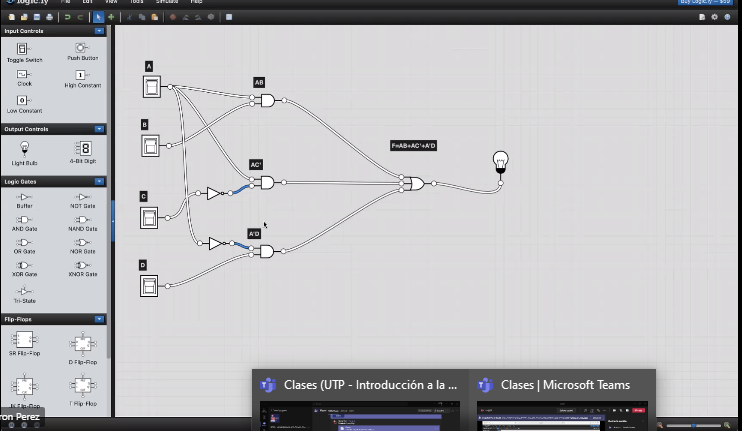 logic.ly
File
Edit
View
Tools
Simulate
Help
Buy Logic.ly — $59
Input Controls
Toggle Switch
Push Button
Clock
1
High Constant
0
Low Constant
Output Controls
Light Bulb
8
4-Bit Digit
Logic Gates
Buffer
NOT Gate
AND Gate
NAND Gate
OR Gate
NOR Gate
XOR Gate
XNOR Gate
Tri-State
Flip-Flops
SR Flip-Flop
D Flip-Flop
JK Flip-Flop
T Flip-Flop
ron Perez
A
B
C
D
AB
AC'
A'D
F=AB+AC'+A'D
Clases (UTP - Introducción a la ...
Clases | Microsoft Teams